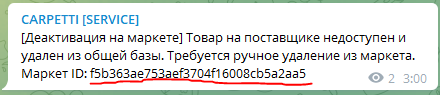 CARPETTI [SERVICE]
[Деактивация на маркете] Товар на поставщике недоступен и
удален из общей базы. Требуется ручное удаление из маркета.
Маркет ID: f5b363ae753aef3704f16008cb5a2aa5
2 3:00